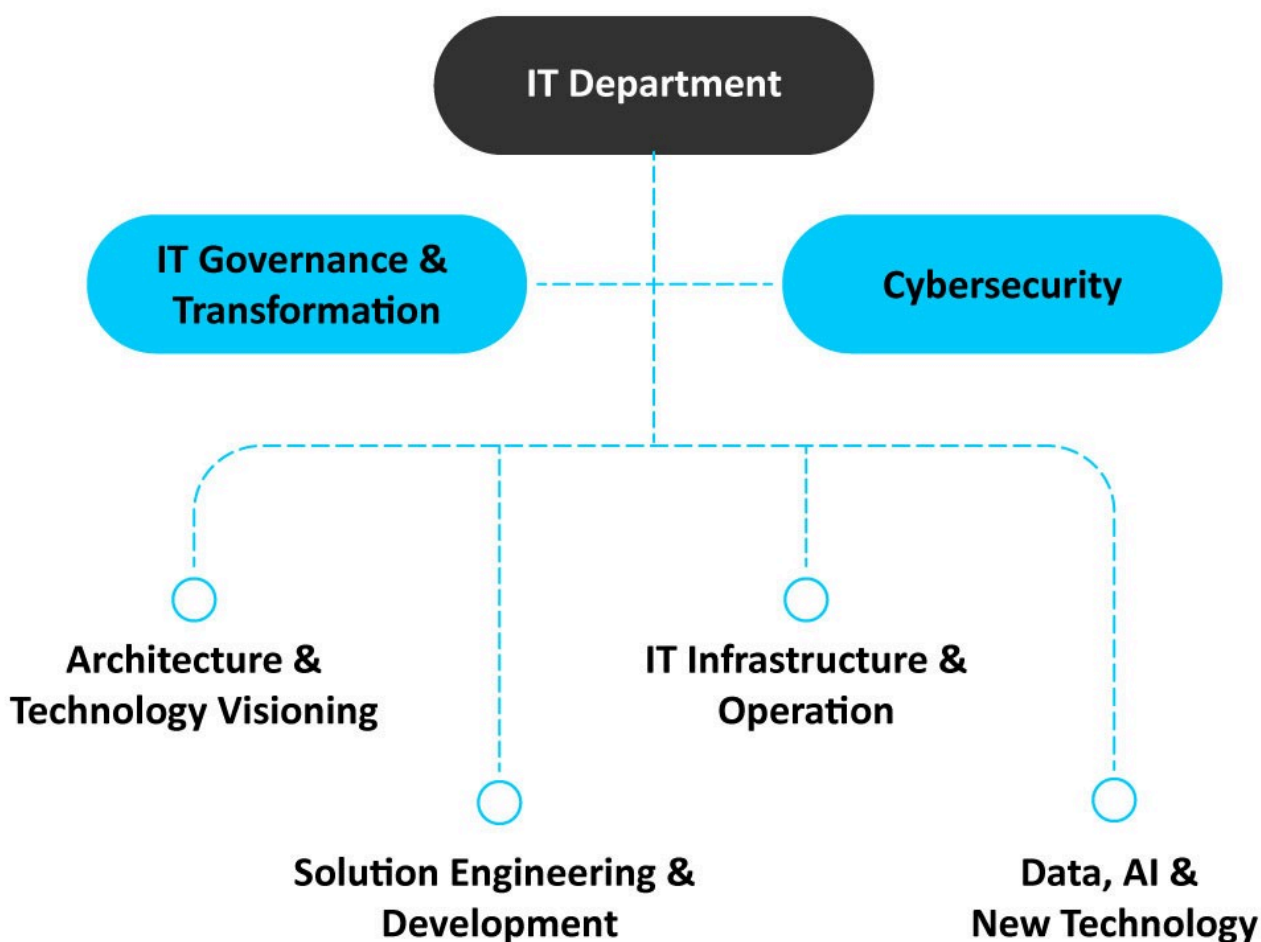 IT Department
IT Governance &
Transformation
Cybersecurity
Architecture &
Technology Visioning
IT Infrastructure &
Operation
Solution Engineering &
Development
Data, AI &
New Technology